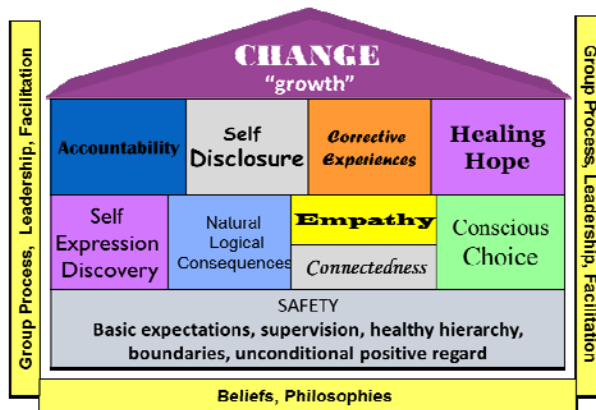 CHANGE
"growth"
Group Process, Leadership, Facilitation
Group Process, Leadership, Facilitation
Accountability
Self
Disclosure
Corrective
Experiences
Healing
Hope
Self
Expression
Discovery
Natural
Logical
Consequences
Empathy
Connectedness
Conscious
Choice
SAFETY
Basic expectations, supervision, healthy hierarchy,
boundaries, unconditional positive regard
Beliefs, Philosophies